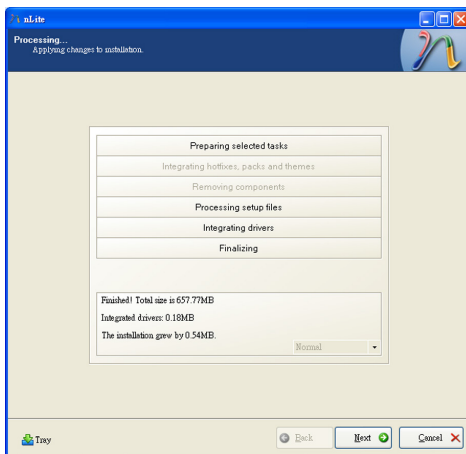 nLite
Processing...
Applying changes to installation.
Preparing selected tasks
Integrating hotfixes, packs and themes
Removing components
Processing setup files
Integrating drivers
Finalizing
Finished! Total size is 657.77MB
Integrated drivers: 0.18MB
The installation grew by 0.54MB.
Normal
Tray
Back
Next
Cancel